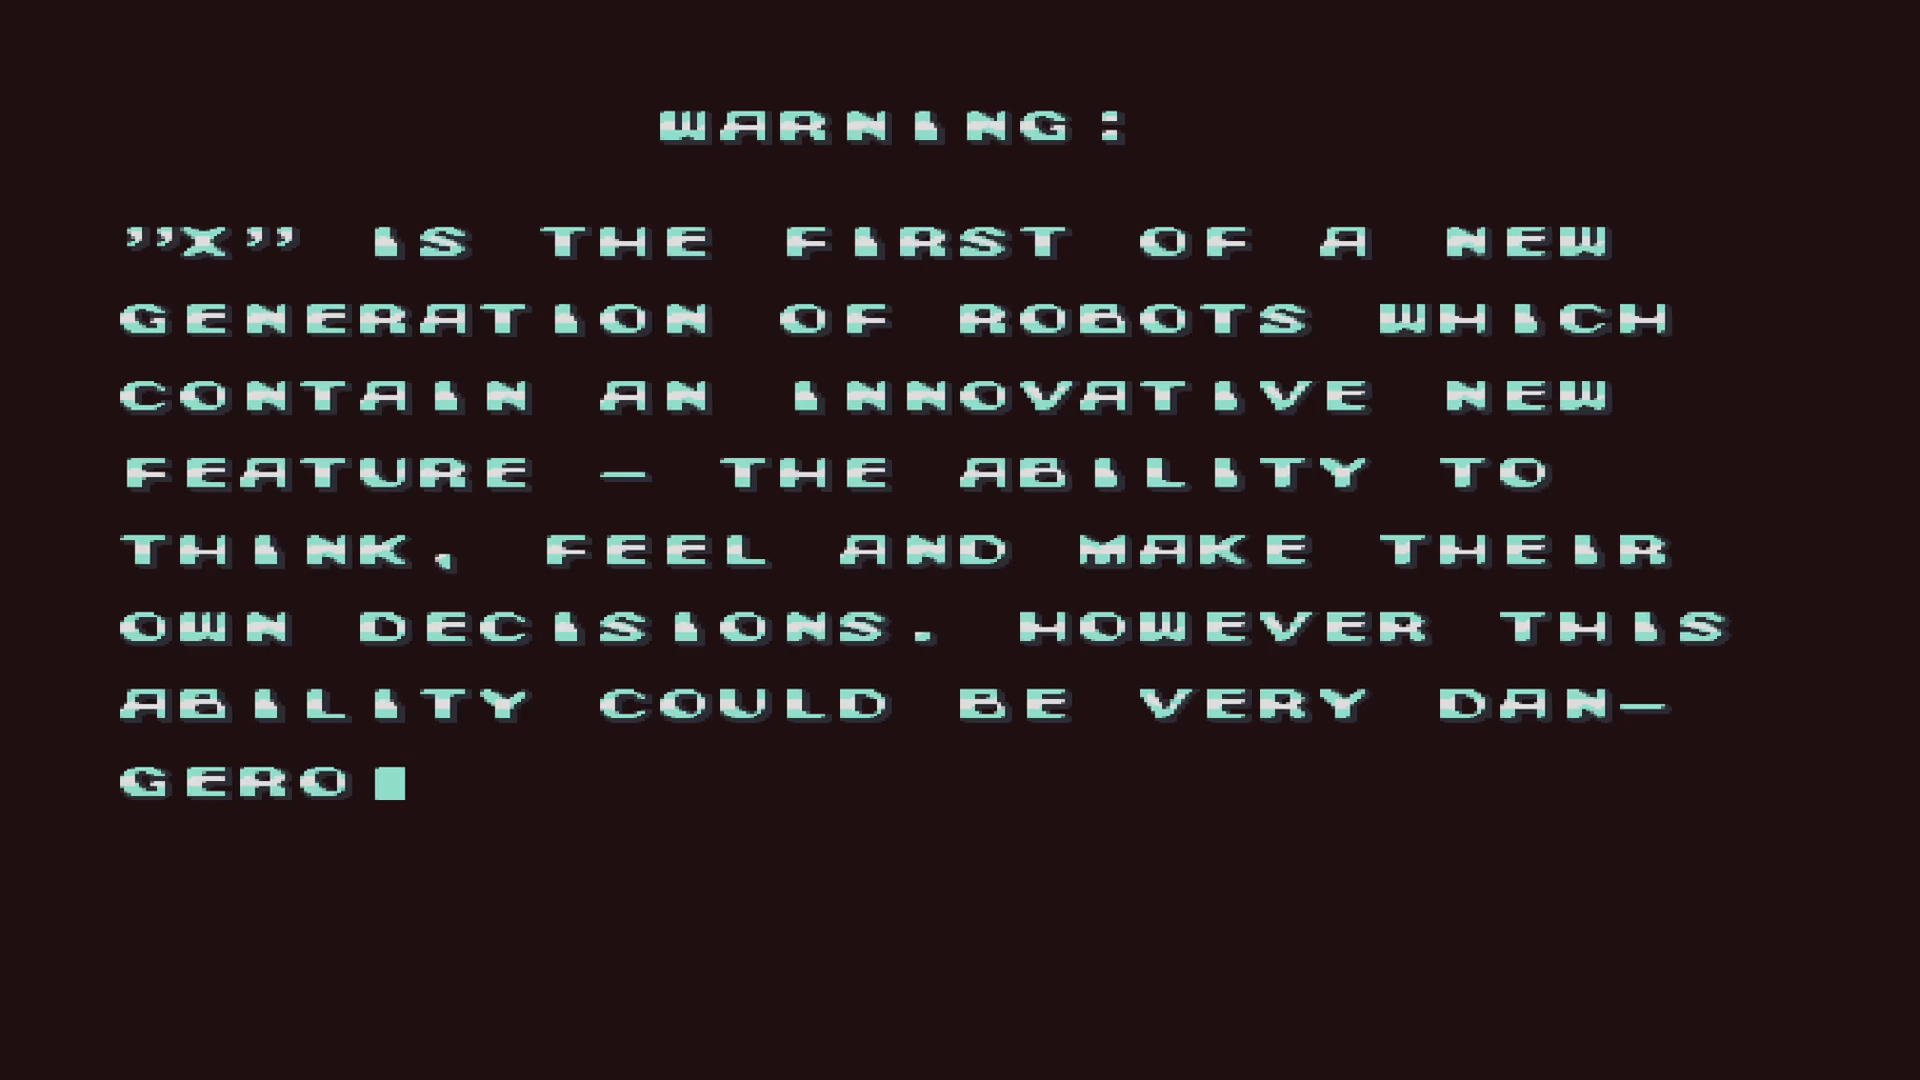 WARNING:
"X" IS THE FIRST OF A NEW
GENERATION OF ROBOTS WHICH
CONTAIN AN INNOVATIVE NEW
FEATURE - THE ABILITY TO
THINK, FEEL AND MAKE THEIR
OWN DECISIONS. HOWEVER THIS
ABILITY COULD BE VERY DAN-
GERO